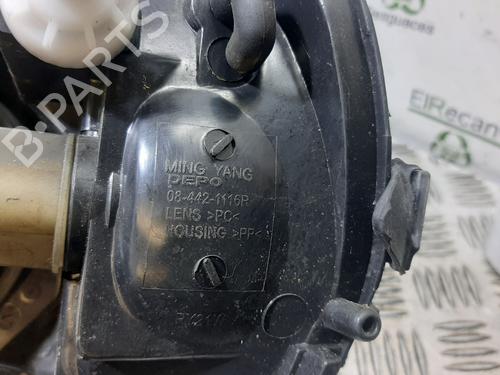 B-PARTS
ElRecan
MING YANG
DEPO
08-442-1116R
LENS >PC<
HOUSING >PP<